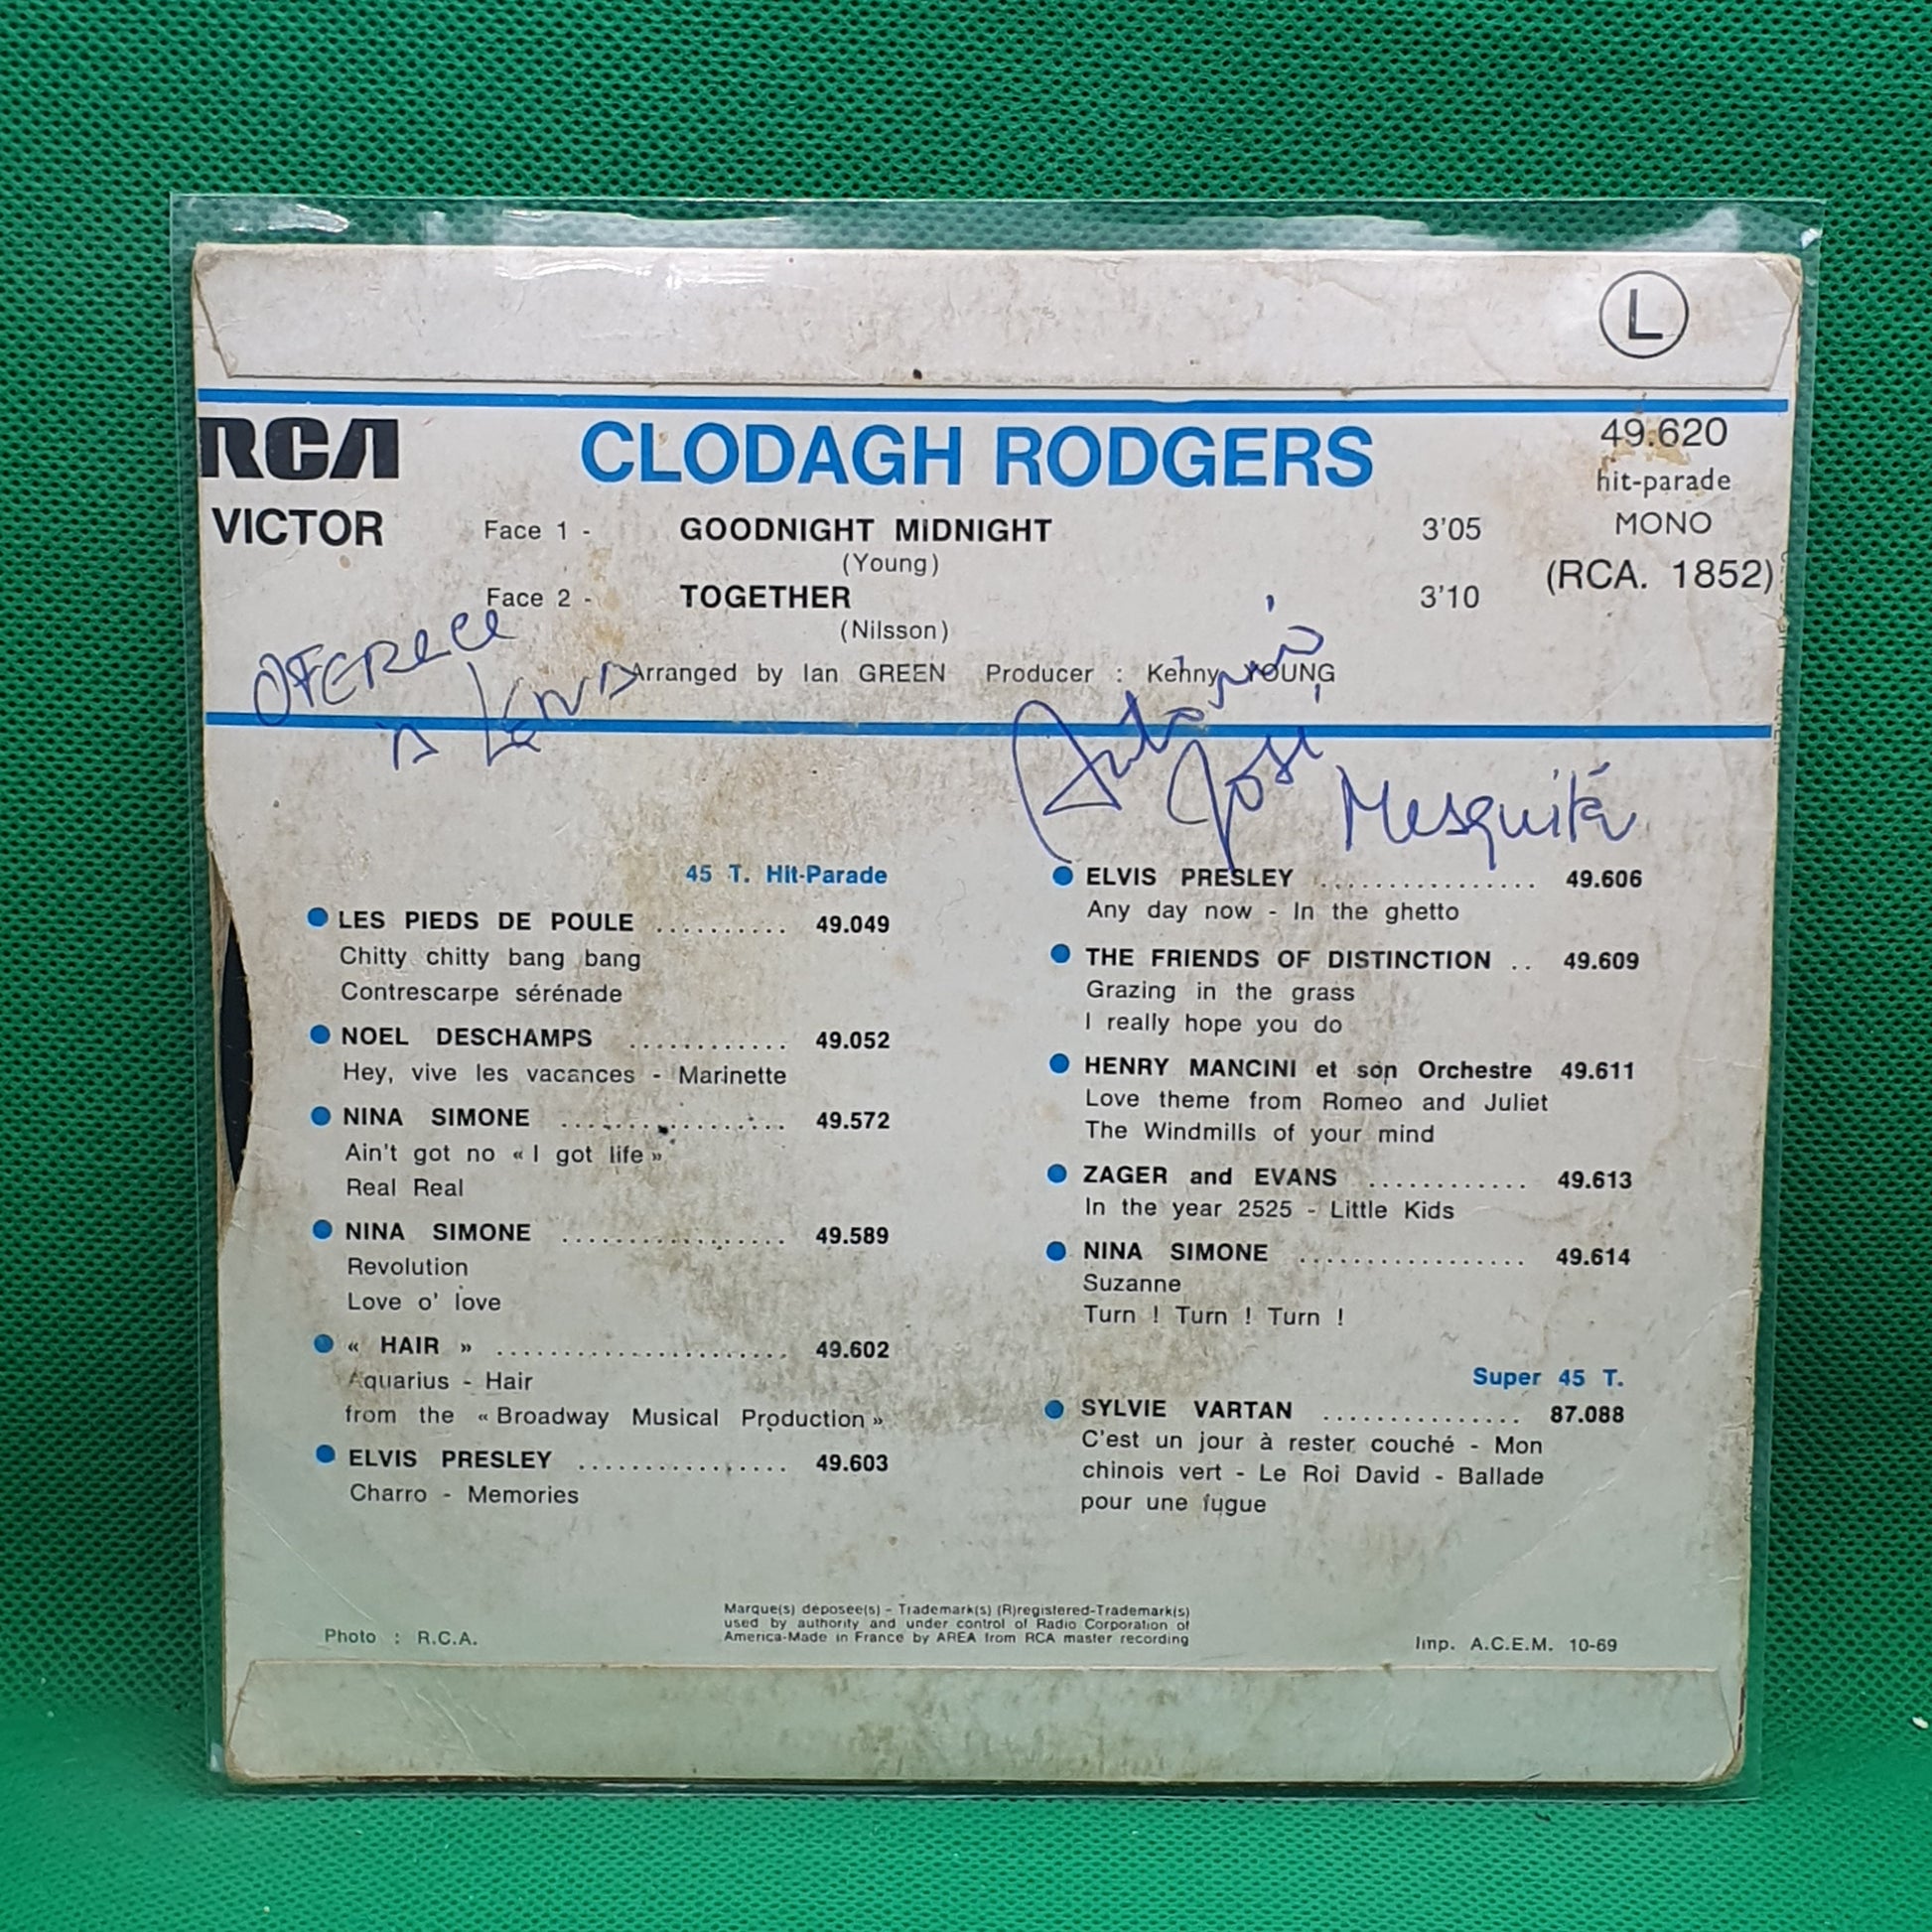 L
RCA
VICTOR
CLODAGH RODGERS
49.620
hit-parade
MONO
(RCA. 1852)
Face 1 - GOODNIGHT MiDNIGHT 3'05
(Young)
Face 2 - TOGETHER 3'10
(Nilsson)
Arranged by Ian GREEN Producer : Kehny YOUNG
OFERECE
Antonio
José
Mesquita
45 T. Hit-Parade
LES PIEDS DE POULE .......... 49.049
Chitty chitty bang bang
Contrescarpe sérénade
NOEL DESCHAMPS ............ 49.052
Hey, vive les vacances - Marinette
NINA SIMONE ................. 49.572
Ain't got no « I got life »
Real Real
NINA SIMONE ................. 49.589
Revolution
Love o' love
« HAIR » ...................... 49.602
Aquarius - Hair
from the « Broadway Musical Production »
ELVIS PRESLEY ................ 49.603
Charro - Memories
ELVIS PRESLEY ................ 49.606
Any day now - In the ghetto
THE FRIENDS OF DISTINCTION .. 49.609
Grazing in the grass
I really hope you do
HENRY MANCINI et son Orchestre 49.611
Love theme from Romeo and Juliet
The Windmills of your mind
ZAGER and EVANS ............ 49.613
In the year 2525 - Little Kids
NINA SIMONE ................. 49.614
Suzanne
Turn ! Turn ! Turn !
Super 45 T.
SYLVIE VARTAN ............... 87.088
C'est un jour à rester couché - Mon
chinois vert - Le Roi David - Ballade
pour une fugue
Photo : R.C.A.
Marque(s) déposée(s) - Trademark(s) (R)registered-Trademark(s)
used by authority and under control of Radio Corporation of
America-Made in France by AREA from RCA master recording
Imp. A.C.E.M. 10-69